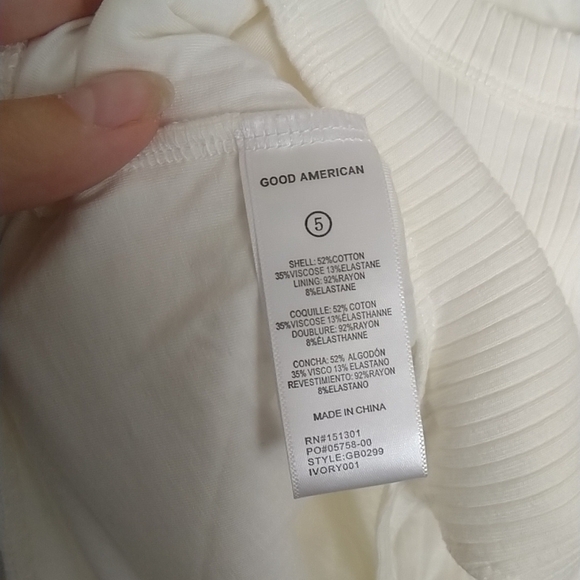 GOOD AMERICAN
5
SHELL: 52%COTTON
35%VISCOSE 13%ELASTANE
LINING: 92%RAYON
8%ELASTANE
COQUILLE: 52% COTON
35%VISCOSE 13%ÉLASTHANNE
DOUBLURE: 92%RAYON
8%ÉLASTHANNE
CONCHA: 52% ALGODÓN
35% VISCO 13% ELASTANO
REVESTIMIENTO: 92%RAYON
8%ELASTANO
MADE IN CHINA
RN#151301
PO#05758-00
STYLE:GB0299
IVORY001